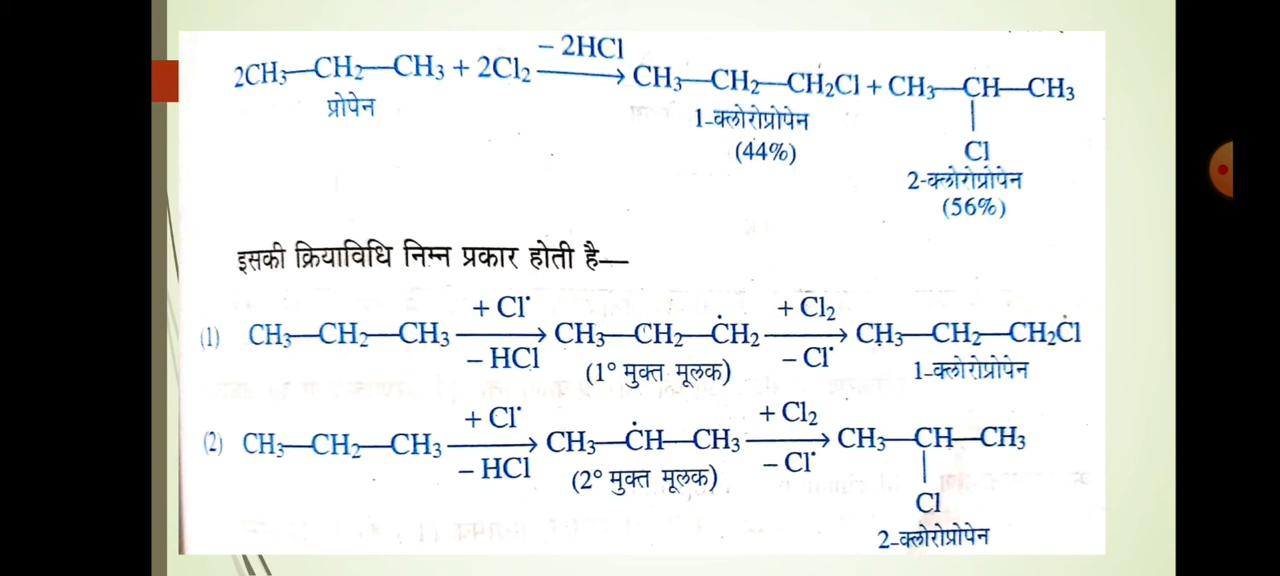 2CH₃—CH₂—CH₃ + 2Cl₂ —– 2HCl→ CH₃—CH₂—CH₂Cl + CH₃—CH—CH₃
|
Cl
प्रोपेन
1-क्लोरोप्रोपेन
(44%)
2-क्लोरोप्रोपेन
(56%)
इसकी क्रियाविधि निम्न प्रकार होती है—
+ Cl˙ + Cl₂
(1) CH₃—CH₂—CH₃ ⟶ CH₃—CH₂—ĊH₂ ⟶ CH₃—CH₂—CH₂Cl
– HCl (1° मुक्त मूलक) – Cl˙ 1-क्लोरोप्रोपेन
+ Cl˙ + Cl₂
(2) CH₃—CH₂—CH₃ ⟶ CH₃—ĊH—CH₃ ⟶ CH₃—CH—CH₃
– HCl (2° मुक्त मूलक) – Cl˙ |
Cl
2-क्लोरोप्रोपेन